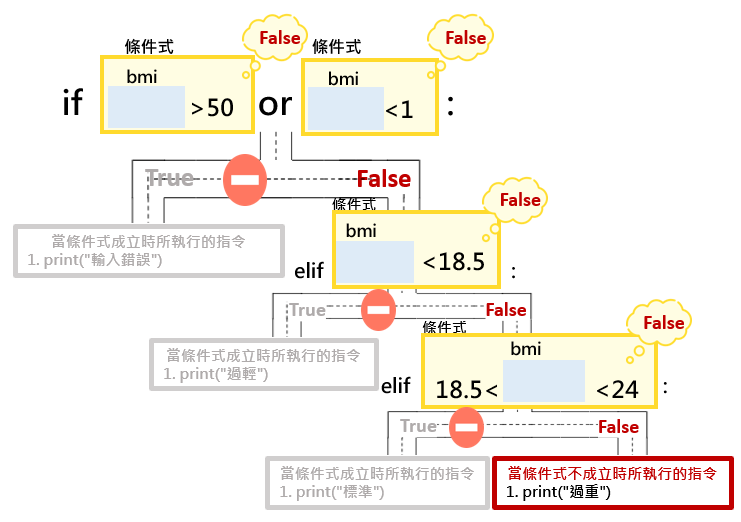 條件式 False 條件式 False
bmi bmi
if >50 or <1 :
True False
當條件式成立時所執行的指令
1. print("輸入錯誤")
條件式 False
bmi
elif <18.5 :
True False
當條件式成立時所執行的指令
1. print("過輕")
條件式 False
bmi
elif 18.5< <24 :
True False
當條件式成立時所執行的指令
1. print("標準")
當條件式不成立時所執行的指令
1. print("過重")